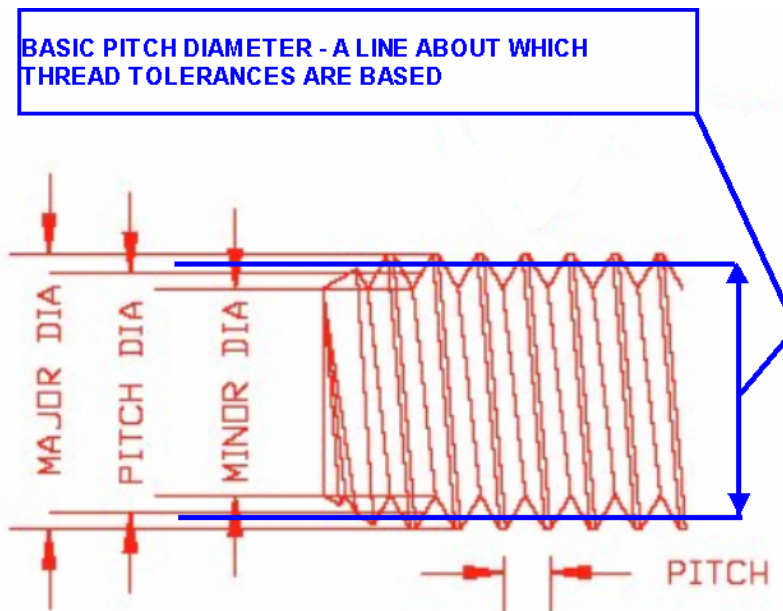 BASIC PITCH DIAMETER - A LINE ABOUT WHICH
THREAD TOLERANCES ARE BASED
MAJOR DIA
PITCH DIA
MINOR DIA
PITCH